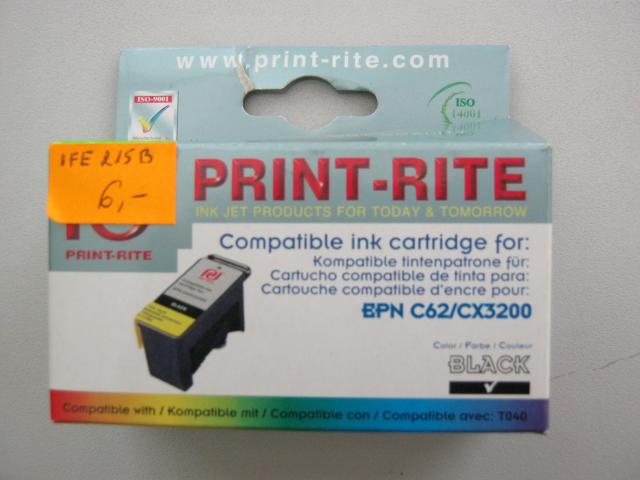 www.print-rite.com
ISO-9001
ISO
14001
IFE 215B
6,-
PRINT-RITE
INK JET PRODUCTS FOR TODAY & TOMORROW
PRINT-RITE
Compatible ink cartridge for:
Kompatible tintenpatrone für:
Cartucho compatible de tinta para:
Cartouche compatible d'encre pour:
EPN C62/CX3200
BLACK
Color / Farbe / Couleur
BLACK
Compatible with / Kompatible mit / Compatible con / Compatible avec: T040